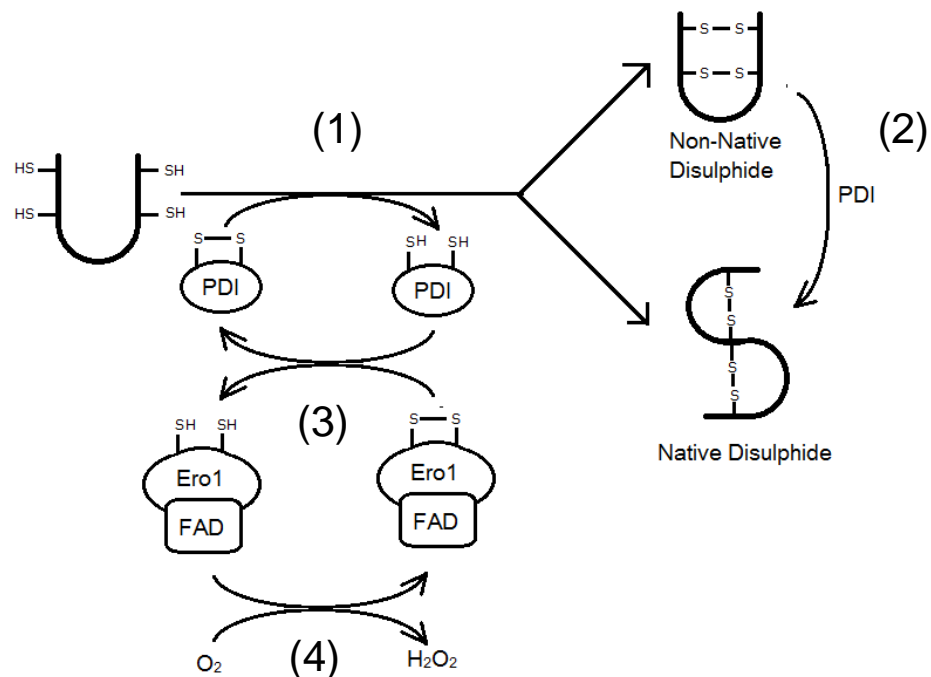 S S
S S
(1)
(2)
Non-Native
Disulphide
HS SH
HS SH
PDI
S S
SH SH
PDI
PDI
S
S
S
S
SH SH
(3)
S S
Native Disulphide
Ero1
Ero1
FAD
FAD
O₂
(4)
H₂O₂